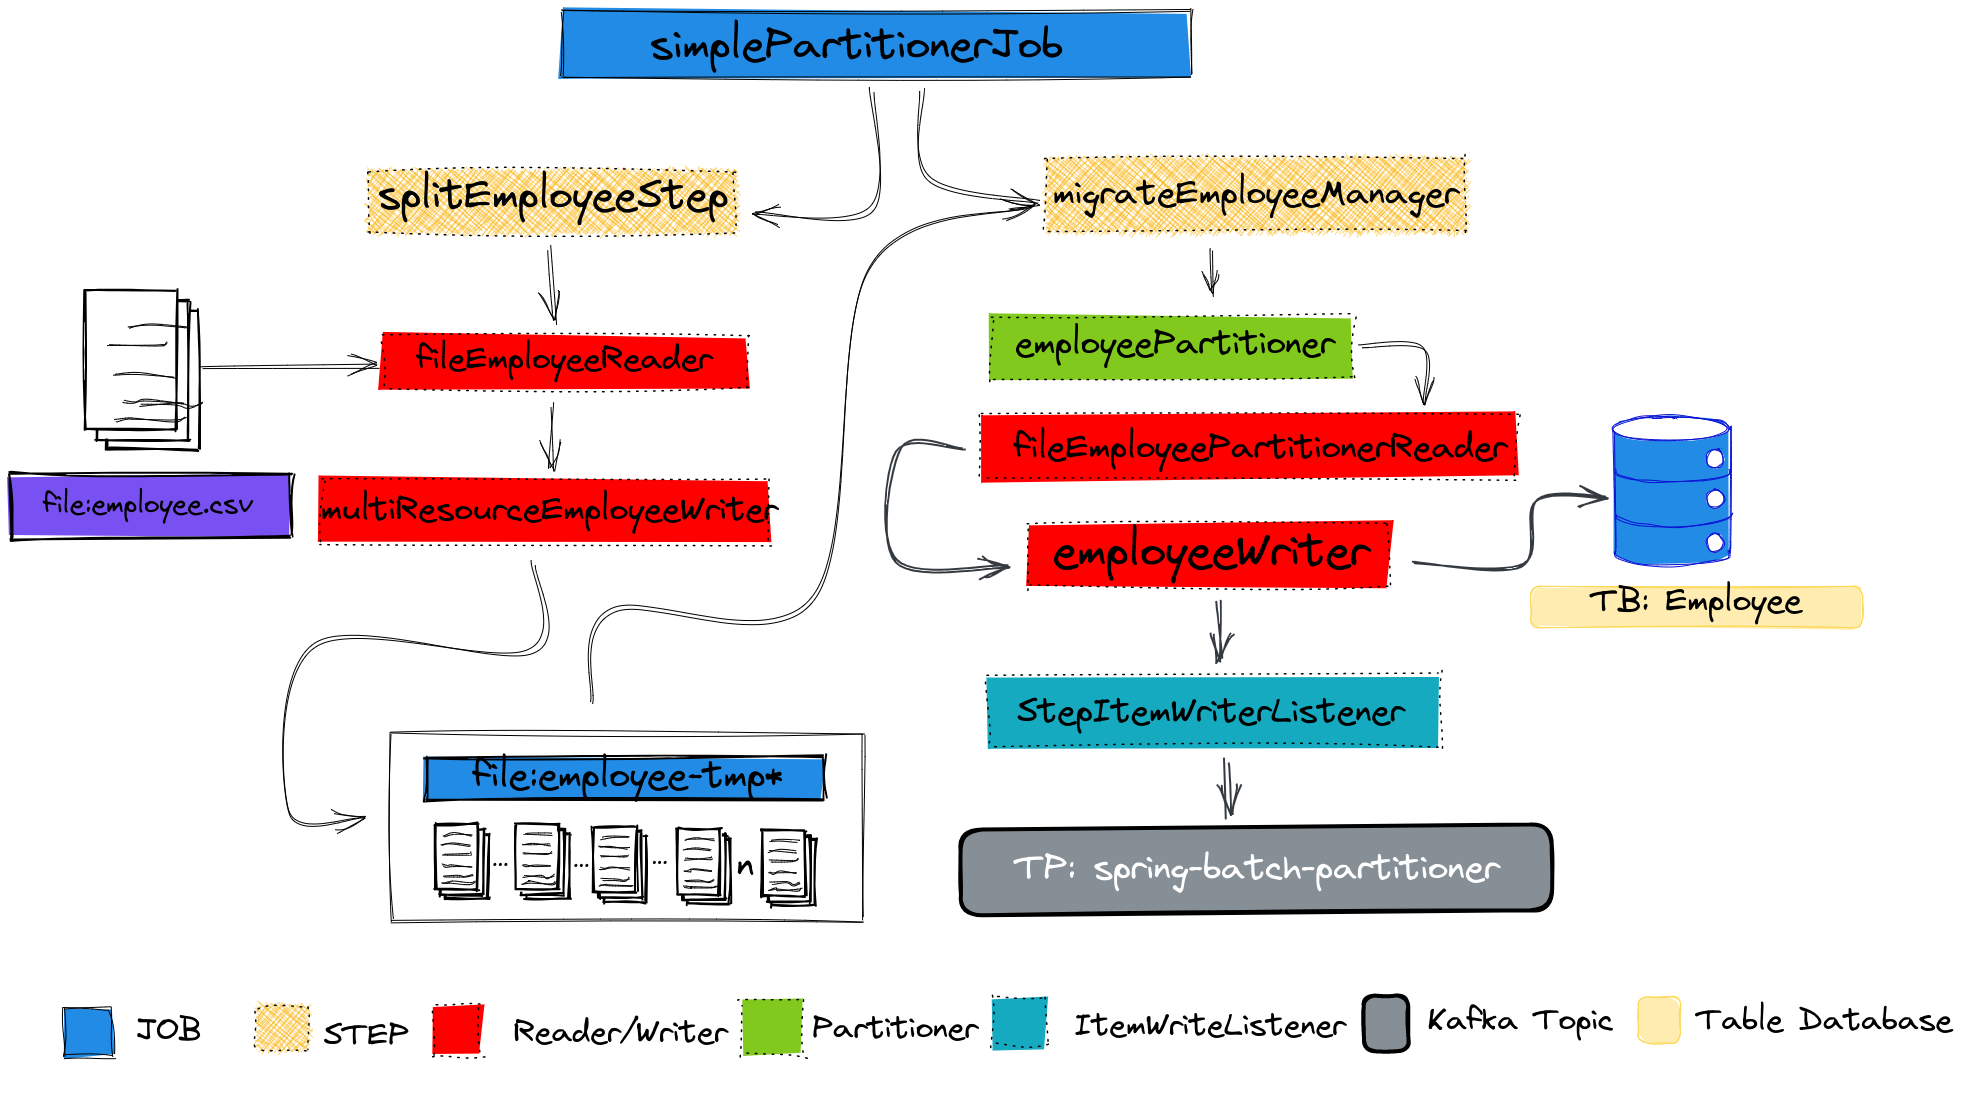 simplePartitionerJob
splitEmployeeStep
migrateEmployeeManager
fileEmployeeReader
employeePartitioner
fileEmployeePartitionerReader
file:employee.csv
multiResourceEmployeeWriter
employeeWriter
TB: Employee
StepItemWriterListener
file:employee-tmp*
... ... ... n
TP: spring-batch-partitioner
JOB
STEP
Reader/Writer
Partitioner
ItemWriteListener
Kafka Topic
Table Database